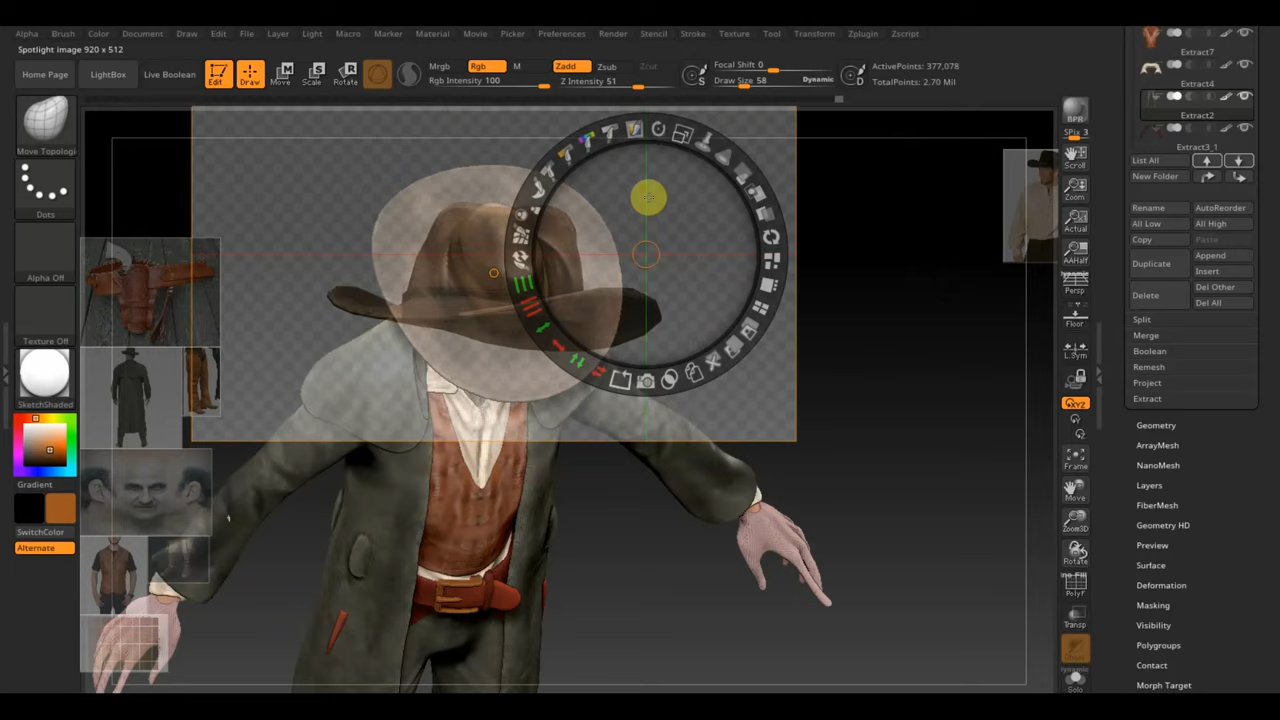 Alpha Brush Color Document Draw Edit File Layer Light Macro Marker Material Movie Picker Preferences Render Stencil Stroke Texture Tool Transform Zplugin Zscript
Spotlight image 920 x 512
Home Page LightBox Live Boolean Edit Draw Move Scale Rotate
Mrgb Rgb M
Rgb Intensity 100
Zadd Zsub Zcut
Z Intensity 51
Focal Shift 0
Draw Size 58 Dynamic
ActivePoints: 377,078
TotalPoints: 2.70 Mil
Move Topologi
Dots
Alpha Off
Texture Off
SketchShaded
Gradient
SwitchColor
Alternate
BPR
SPix 3
Scroll
Zoom
Actual
AAHalf
Dynamic
Persp
Floor
L.Sym
XYZ
Frame
Move
Zoom3D
Rotate
PolyF
Transp
Dynamic
Solo
Extract7
Extract4
Extract2
Extract3_1
List All
New Folder
Rename AutoReorder
All Low All High
Copy Paste
Duplicate Append
Insert
Delete Del Other
Del All
Split
Merge
Boolean
Remesh
Project
Extract
Geometry
ArrayMesh
NanoMesh
Layers
FiberMesh
Geometry HD
Preview
Surface
Deformation
Masking
Visibility
Polygroups
Contact
Morph Target